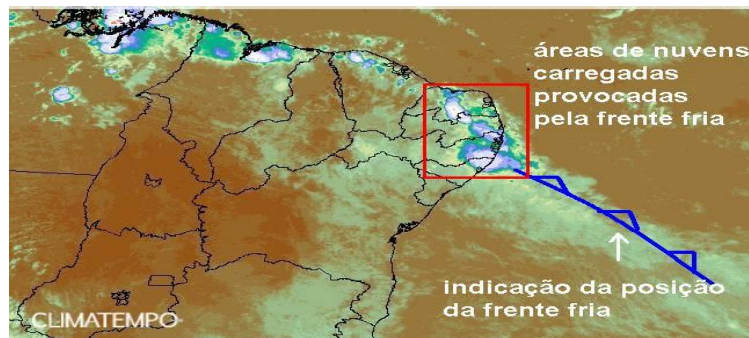 áreas de nuvens
carregadas
provocadas
pela frente fria
indicação da posição
da frente fria
CLIMATEMPO